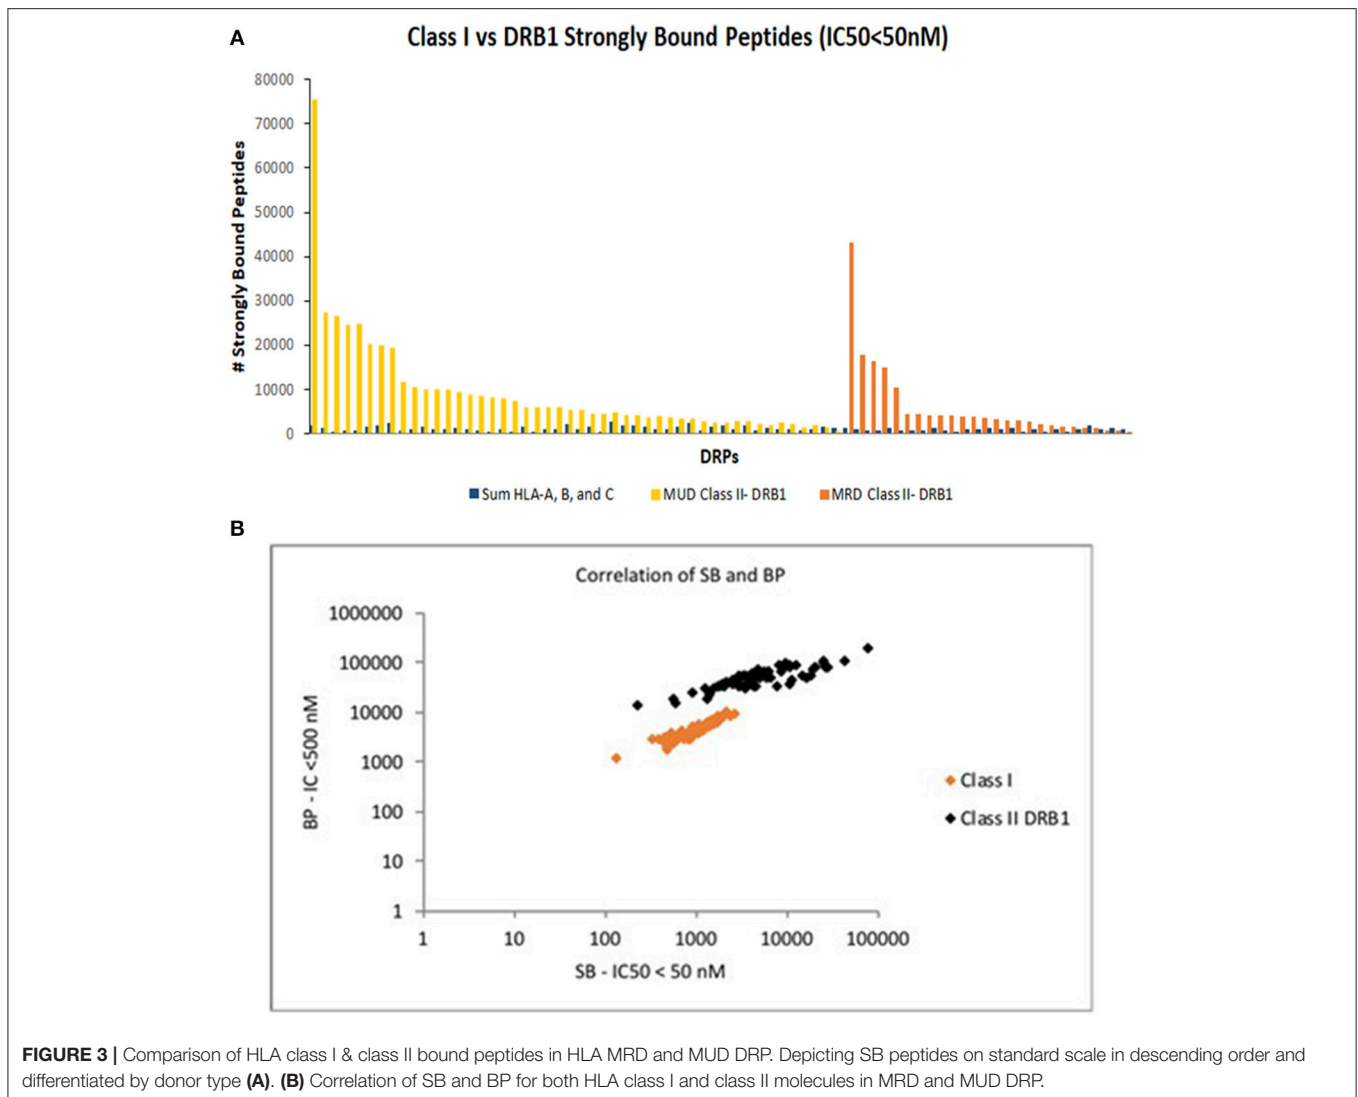 A
Class I vs DRB1 Strongly Bound Peptides (IC50<50nM)
# Strongly Bound Peptides
80000
70000
60000
50000
40000
30000
20000
10000
0
DRPs
Sum HLA-A, B, and C
MUD Class II- DRB1
MRD Class II- DRB1
B
Correlation of SB and BP
BP - IC <500 nM
1000000
100000
10000
1000
100
10
1
1 10 100 1000 10000 100000
SB - IC50 < 50 nM
Class I
Class II DRB1
FIGURE 3 | Comparison of HLA class I & class II bound peptides in HLA MRD and MUD DRP. Depicting SB peptides on standard scale in descending order and
differentiated by donor type (A). (B) Correlation of SB and BP for both HLA class I and class II molecules in MRD and MUD DRP.